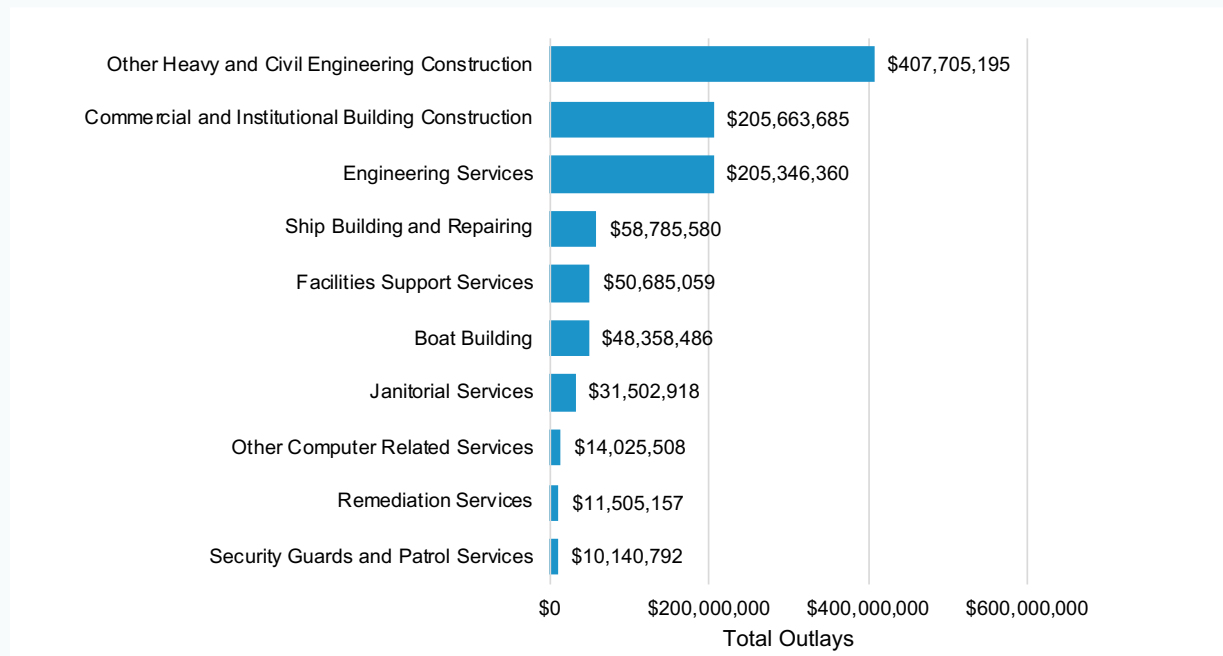 Other Heavy and Civil Engineering Construction $407,705,195
Commercial and Institutional Building Construction $205,663,685
Engineering Services $205,346,360
Ship Building and Repairing $58,785,580
Facilities Support Services $50,685,059
Boat Building $48,358,486
Janitorial Services $31,502,918
Other Computer Related Services $14,025,508
Remediation Services $11,505,157
Security Guards and Patrol Services $10,140,792
$0 $200,000,000 $400,000,000 $600,000,000
Total Outlays